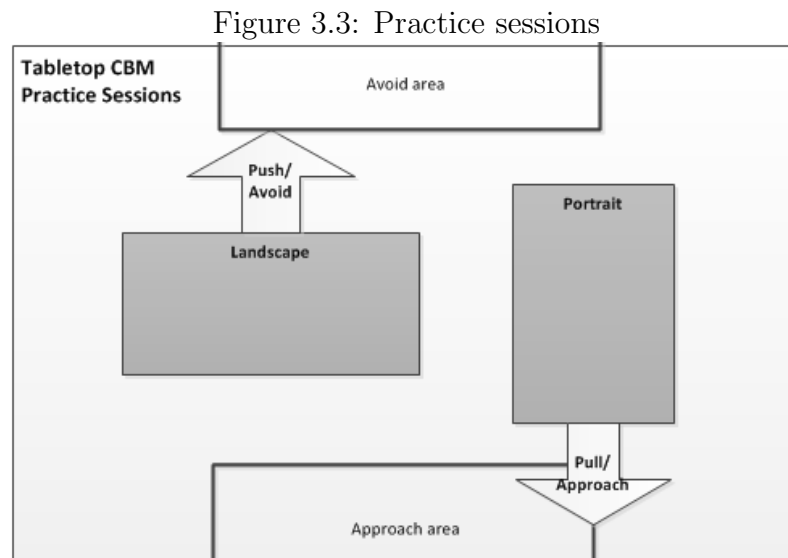 Figure 3.3: Practice sessions
Tabletop CBM
Practice Sessions
Avoid area
Push/
Avoid
Portrait
Landscape
Pull/
Approach
Approach area